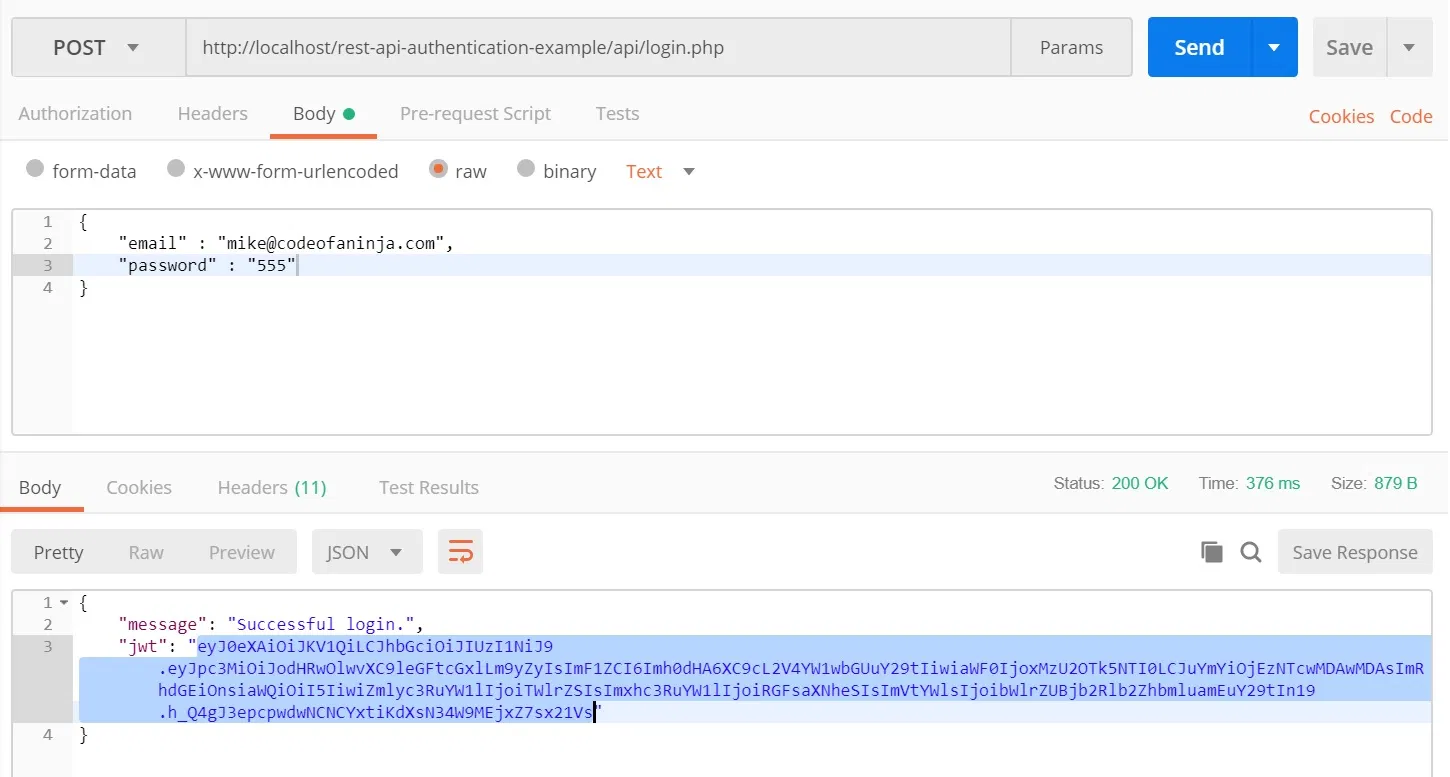 POST http://localhost/rest-api-authentication-example/api/login.php Params Send Save
Authorization Headers Body Pre-request Script Tests Cookies Code
form-data x-www-form-urlencoded raw binary Text
1 {
2 "email" : "mike@codeofaninja.com",
3 "password" : "555"
4 }
Body Cookies Headers (11) Test Results Status: 200 OK Time: 376 ms Size: 879 B
Pretty Raw Preview JSON Save Response
1 {
2 "message": "Successful login.",
3 "jwt": "eyJ0eXAiOiJKV1QiLCJhbGciOiJIUzI1NiJ9
.eyJpc3MiOiJodHRwOlwvXC9leGFtcGxlLm9yZyIsImF1ZCI6Imh0dHA6XC9cL2V4YW1wbGUuY29tIiwiaWF0IjoxMzU2OTk5NTI0LCJuYmYiOjEzNTcwMDAwMDAsImR
hdGEiOnsiaWQiOiI5IiwiZmlyc3RuYW1lIjoiTWlrZSIsImxhc3RuYW1lIjoiRGFsaXNheSIsImVtYWlsIjoibWlrZUBjb2Rlb2ZhbmluamEuY29tIn19
.h_Q4gJ3epcpwdwNCNCYxtiKdXsN34W9MEjxZ7sx21Vs"
4 }